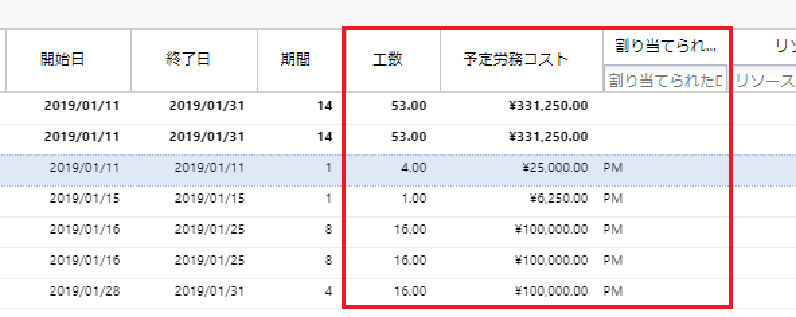 開始日 終了日 期間 工数 予定労務コスト 割り当てられ... リソ
割り当てられたロ リソース
2019/01/11 2019/01/31 14 53.00 ¥331,250.00
2019/01/11 2019/01/31 14 53.00 ¥331,250.00
2019/01/11 2019/01/11 1 4.00 ¥25,000.00 PM
2019/01/15 2019/01/15 1 1.00 ¥6,250.00 PM
2019/01/16 2019/01/25 8 16.00 ¥100,000.00 PM
2019/01/16 2019/01/25 8 16.00 ¥100,000.00 PM
2019/01/28 2019/01/31 4 16.00 ¥100,000.00 PM